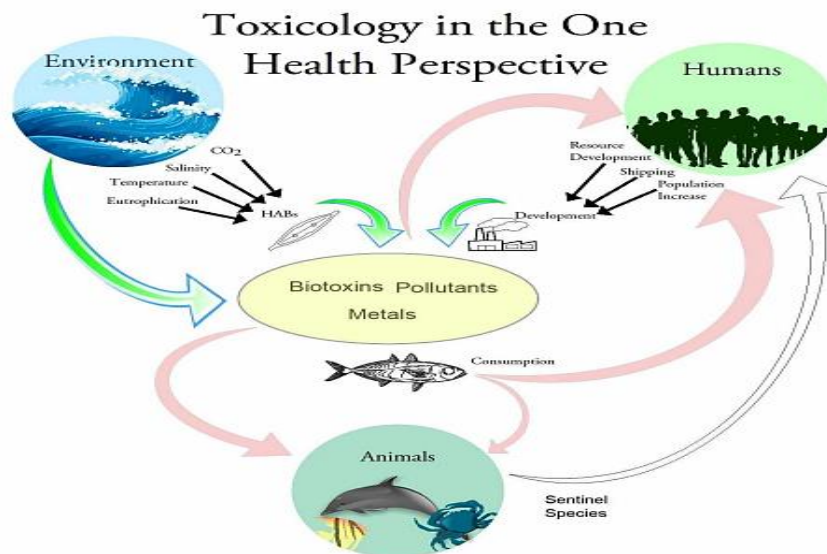 Toxicology in the One
Health Perspective
Environment
Humans
CO2
Salinity
Temperature
Eutrophication
HABs
Resource
Development
Shipping
Population
Increase
Development
Biotoxins Pollutants
Metals
Consumption
Animals
Sentinel
Species